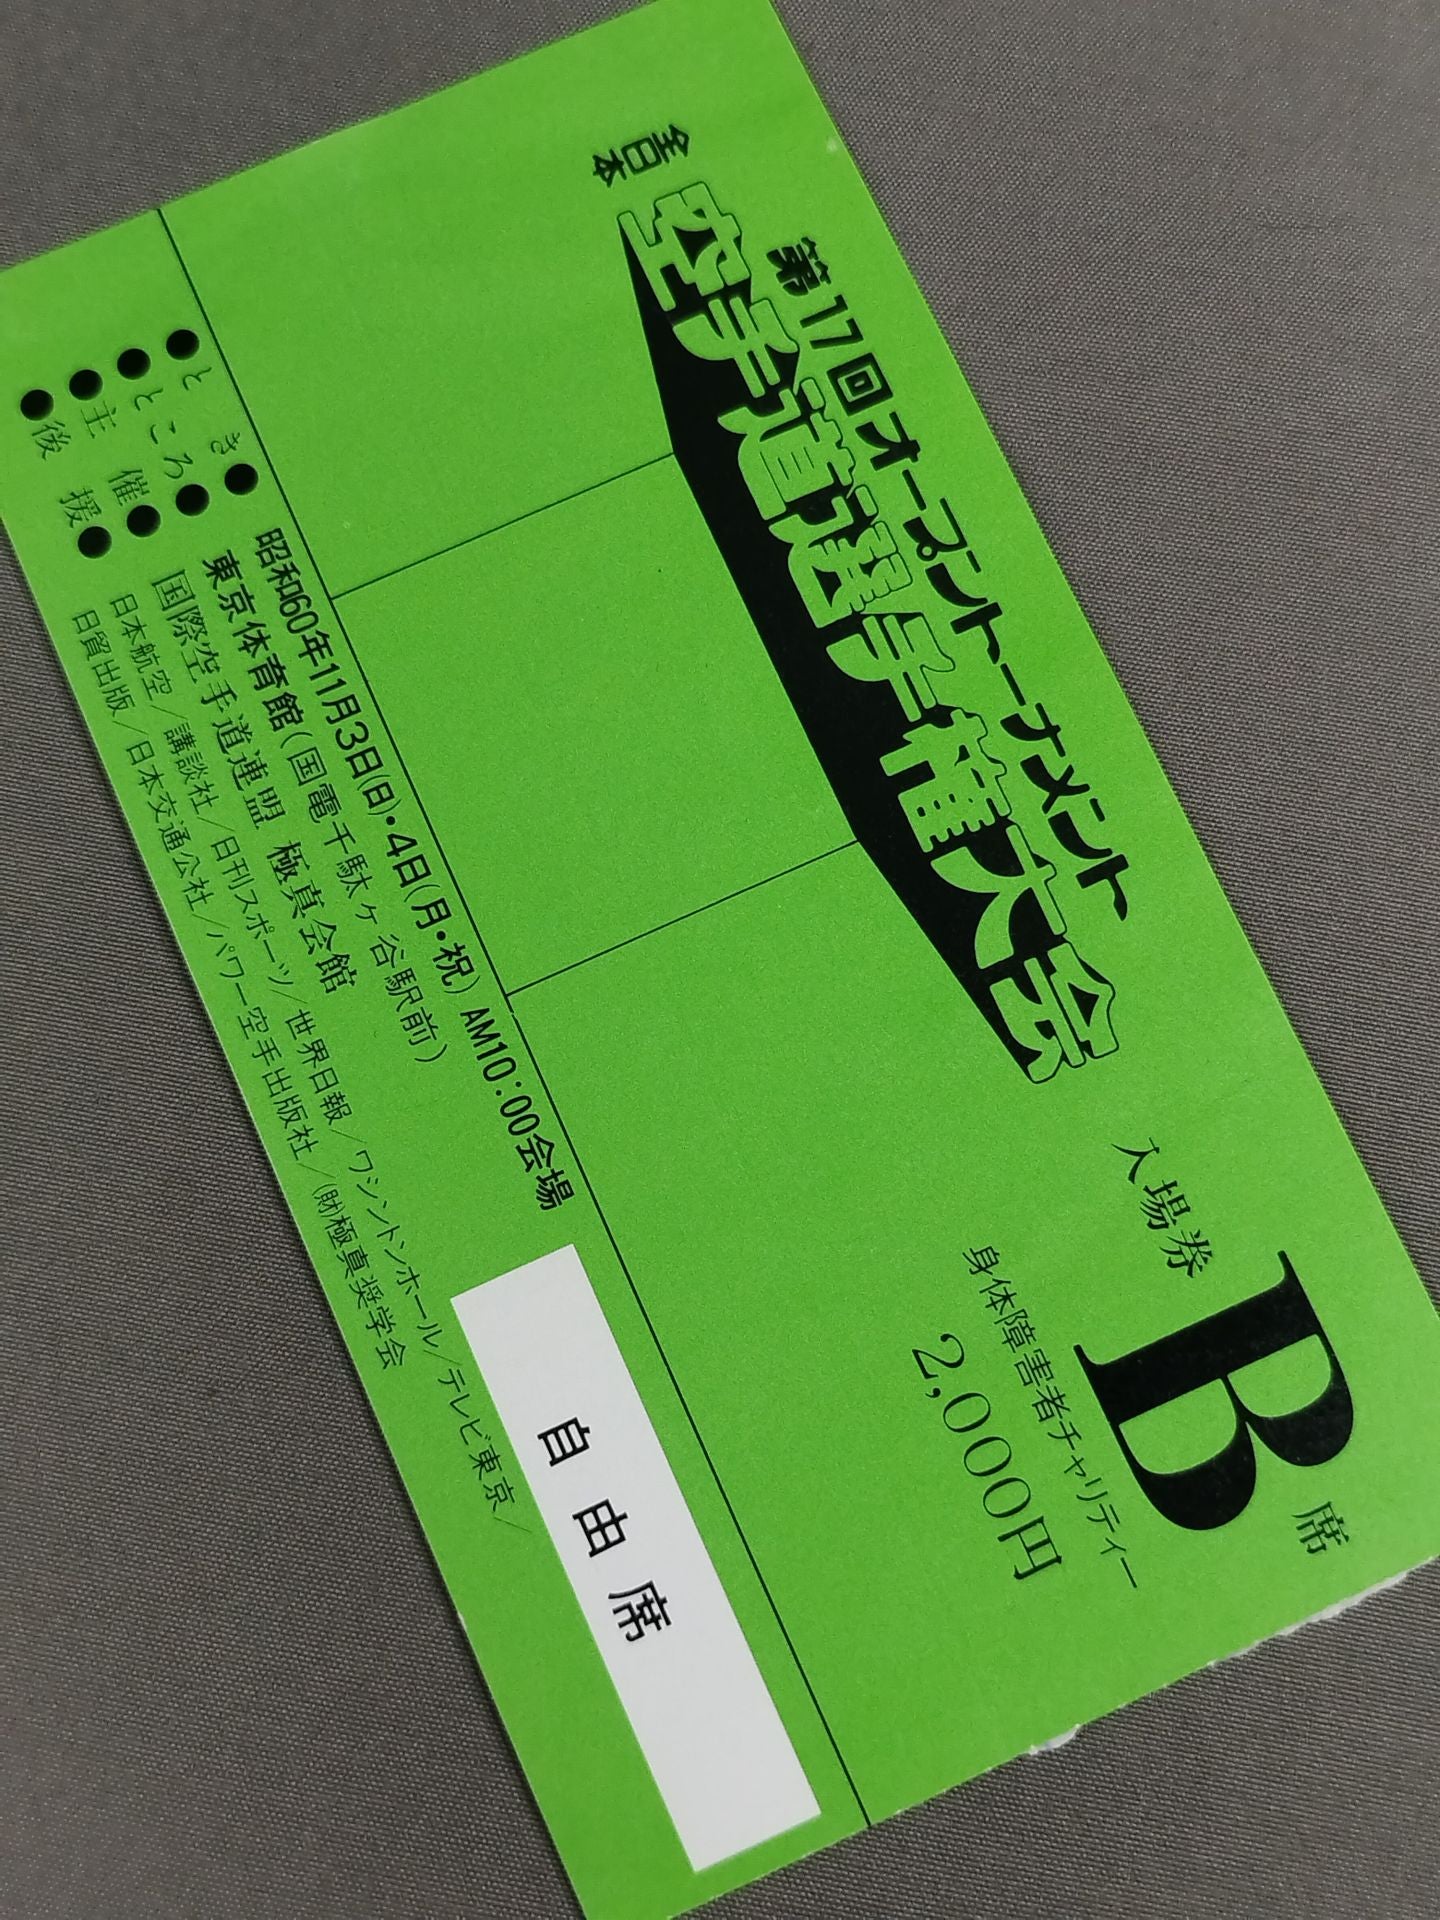 第17回オープントーナメント
全日本
空手道選手権大会
入場券
B席
身体障害者チャリティー
2,000円
●とき●昭和60年11月3日(日)・4日(月・祝) AM10:00会場
●ところ●東京体育館(国電千駄ヶ谷駅前)
●主催●国際空手道連盟 極真会館
●後援●日本航空/講談社/日刊スポーツ/世界日報/ワシントンホール/テレビ東京/
日貿出版/日本交通公社/パワー空手出版社/(財)極真奨学会
自由席